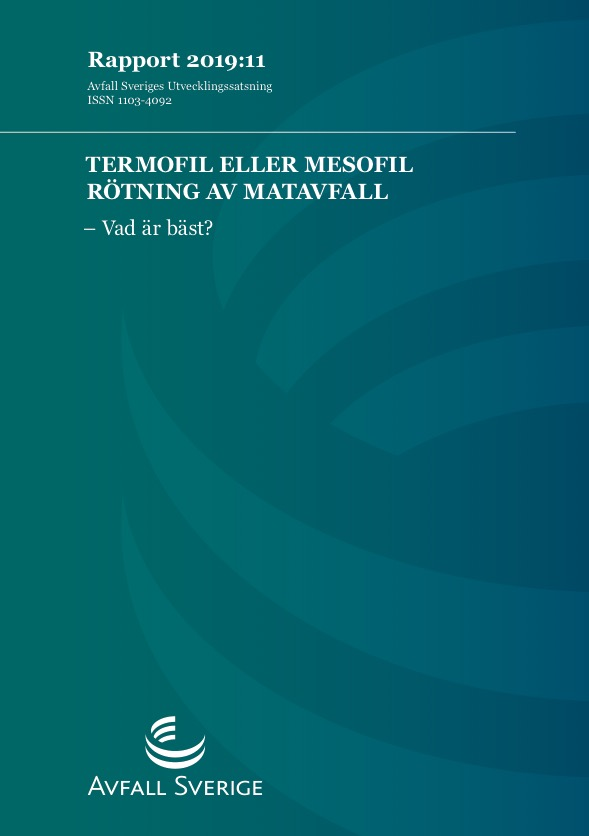 Rapport 2019:11
Avfall Sveriges Utvecklingssatsning
ISSN 1103-4092
TERMOFIL ELLER MESOFIL
RÖTNING AV MATAVFALL
– Vad är bäst?
AVFALL SVERIGE